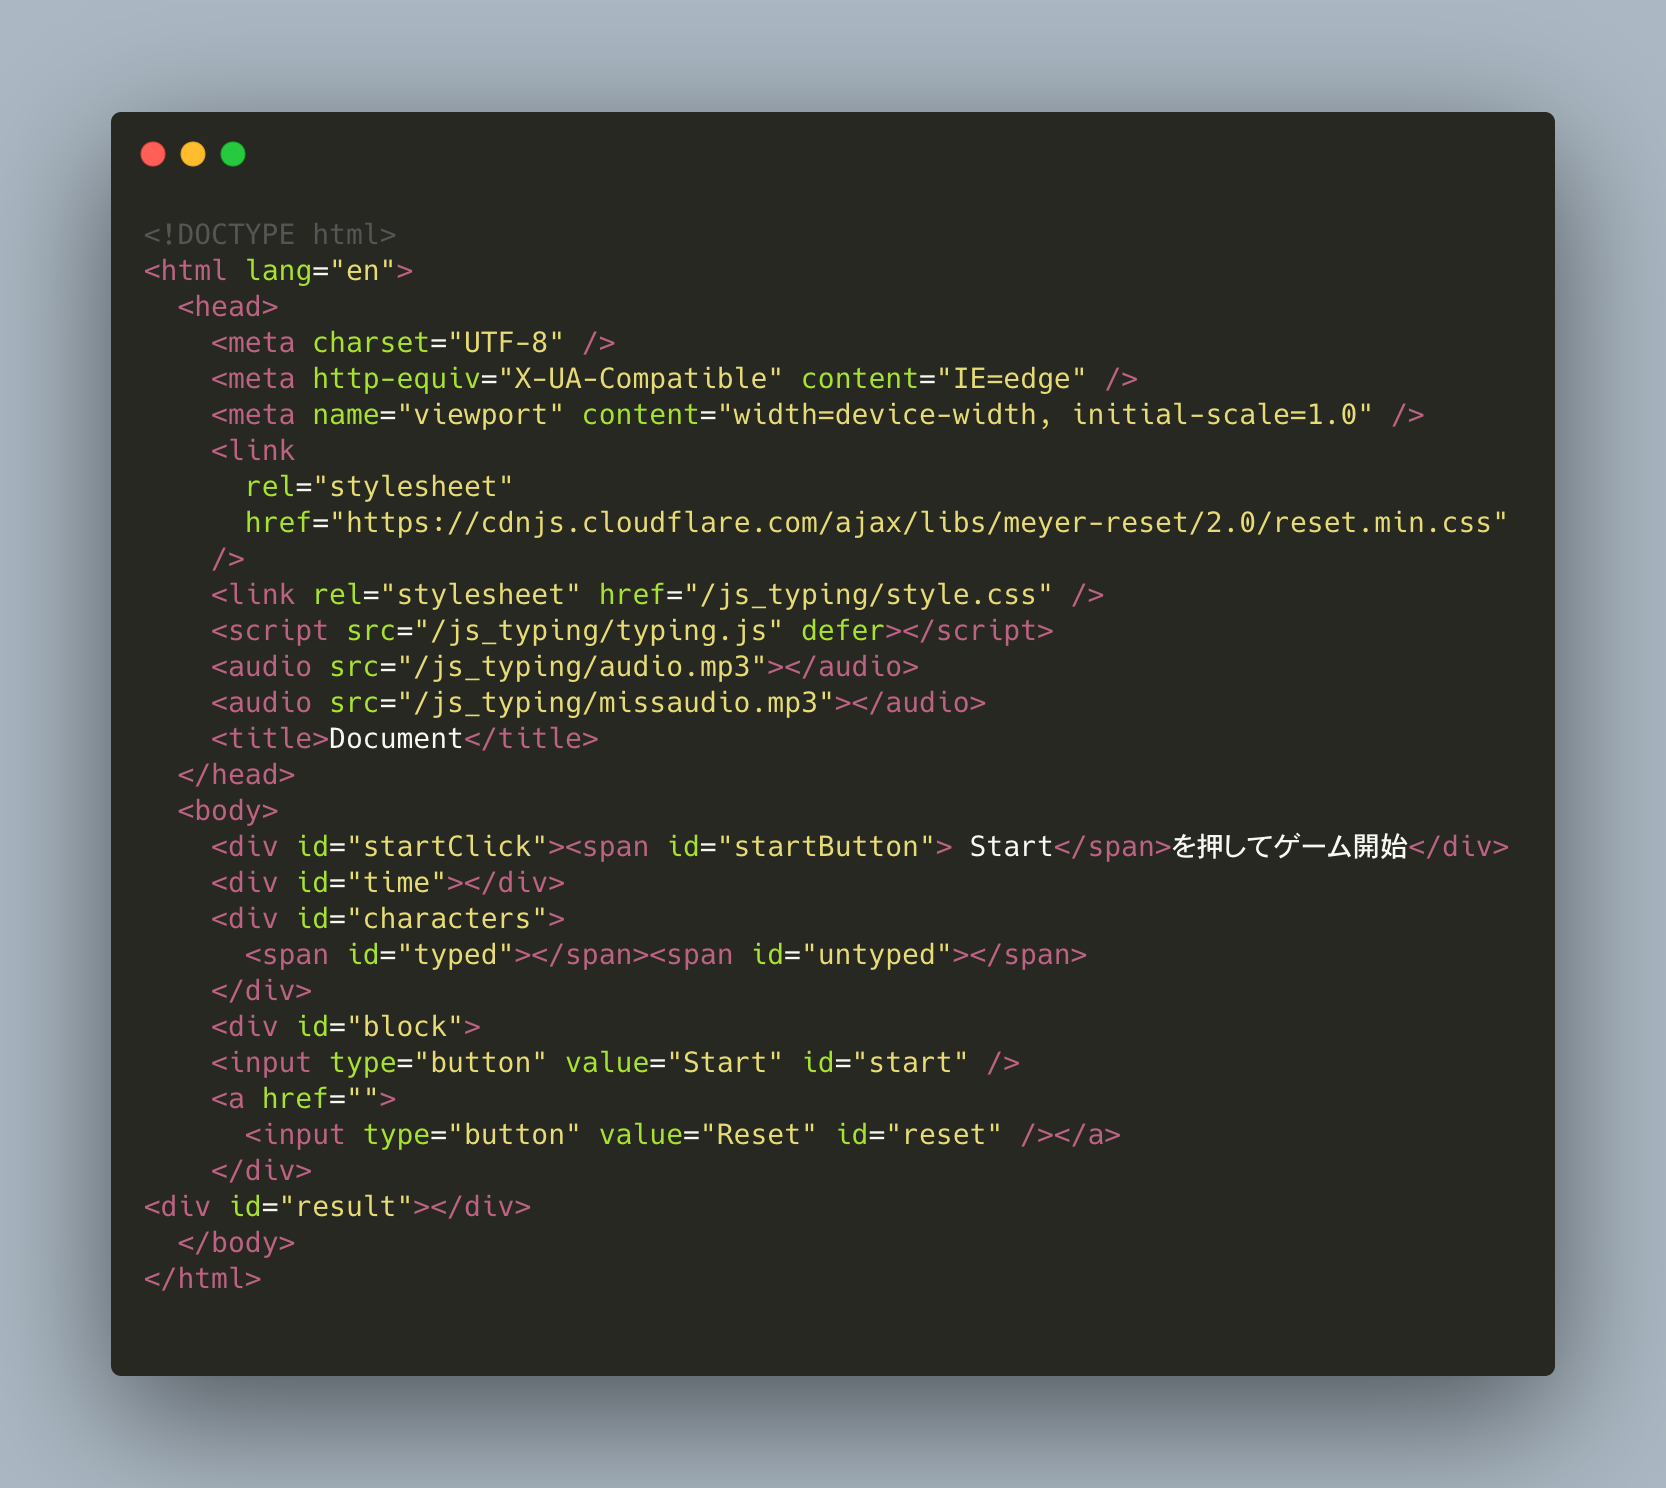 <!DOCTYPE html>
<html lang="en">
  <head>
    <meta charset="UTF-8" />
    <meta http-equiv="X-UA-Compatible" content="IE=edge" />
    <meta name="viewport" content="width=device-width, initial-scale=1.0" />
    <link
      rel="stylesheet"
      href="https://cdnjs.cloudflare.com/ajax/libs/meyer-reset/2.0/reset.min.css"
    />
    <link rel="stylesheet" href="/js_typing/style.css" />
    <script src="/js_typing/typing.js" defer></script>
    <audio src="/js_typing/audio.mp3"></audio>
    <audio src="/js_typing/missaudio.mp3"></audio>
    <title>Document</title>
  </head>
  <body>
    <div id="startClick"><span id="startButton"> Start</span>を押してゲーム開始</div>
    <div id="time"></div>
    <div id="characters">
      <span id="typed"></span><span id="untyped"></span>
    </div>
    <div id="block">
    <input type="button" value="Start" id="start" />
    <a href="">
      <input type="button" value="Reset" id="reset" /></a>
    </div>
<div id="result"></div>
  </body>
</html>